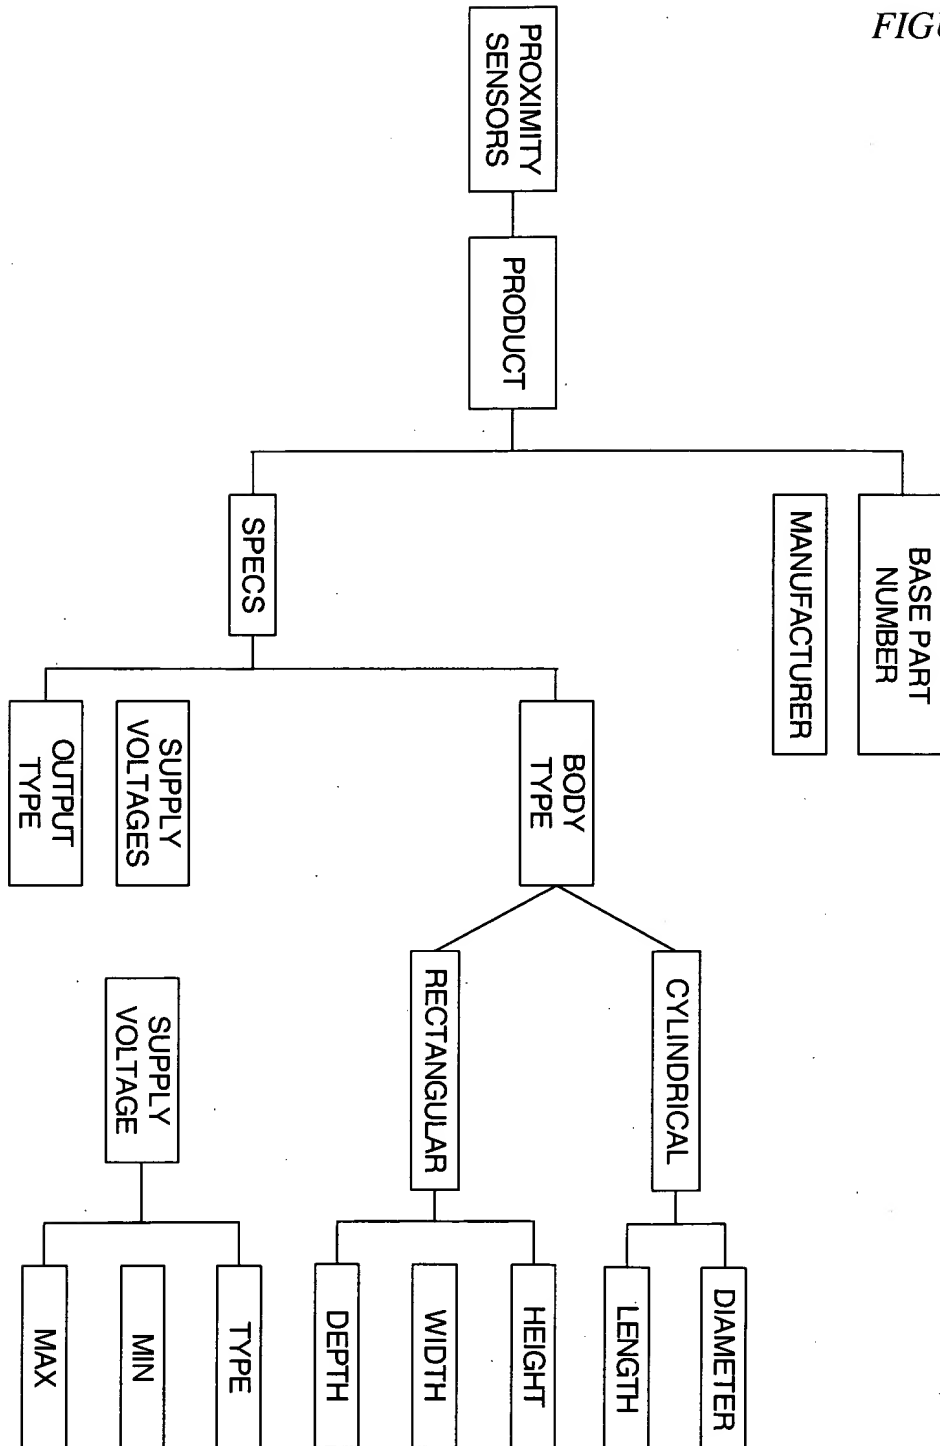 FIGU
PROXIMITY
SENSORS
PRODUCT
BASE PART
NUMBER
MANUFACTURER
SPECS
BODY
TYPE
SUPPLY
VOLTAGES
OUTPUT
TYPE
CYLINDRICAL
RECTANGULAR
SUPPLY
VOLTAGE
DIAMETER
LENGTH
HEIGHT
WIDTH
DEPTH
TYPE
MIN
MAX